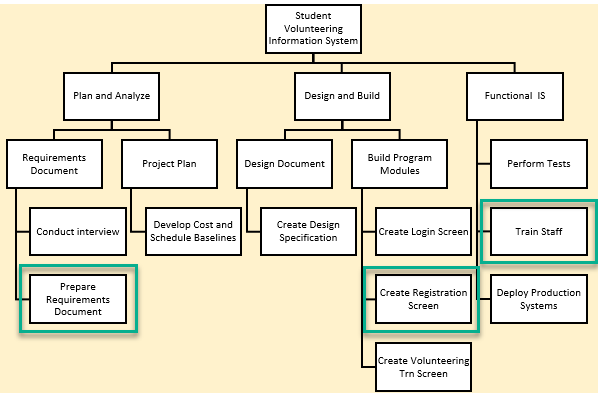 Student
Volunteering
Information System
Plan and Analyze
Design and Build
Functional IS
Requirements
Document
Project Plan
Design Document
Build Program
Modules
Perform Tests
Conduct interview
Develop Cost and
Schedule Baselines
Create Design
Specification
Create Login Screen
Train Staff
Prepare
Requirements
Document
Create Registration
Screen
Deploy Production
Systems
Create Volunteering
Trn Screen